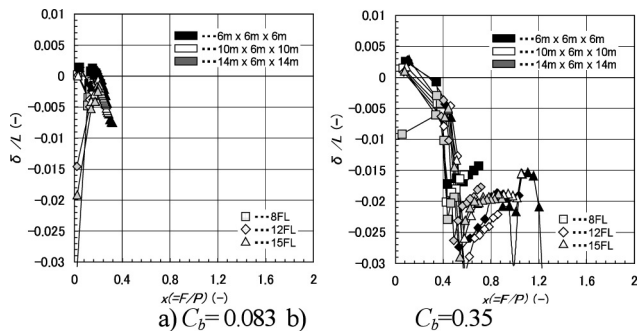 0.01
0.005
0
-0.005
-0.01
-0.015
-0.02
-0.025
-0.03
δ/L (-)
■ ･･･6m x 6m x 6m
□ ･･･10m x 6m x 10m
■ ･･･14m x 6m x 14m
□ ･･･8FL
◇ ･･･12FL
△ ･･･15FL
0 0.4 0.8 1.2 1.6 2
x(=F/P) (-)
0.01
0.005
0
-0.005
-0.01
-0.015
-0.02
-0.025
-0.03
δ/L (-)
■ ･･･6m x 6m x 6m
□ ･･･10m x 6m x 10m
■ ･･･14m x 6m x 14m
□ ･･･8FL
◇ ･･･12FL
△ ･･･15FL
0 0.4 0.8 1.2 1.6 2
x(=F/P) (-)
a) Cb= 0.083 b) Cb=0.35